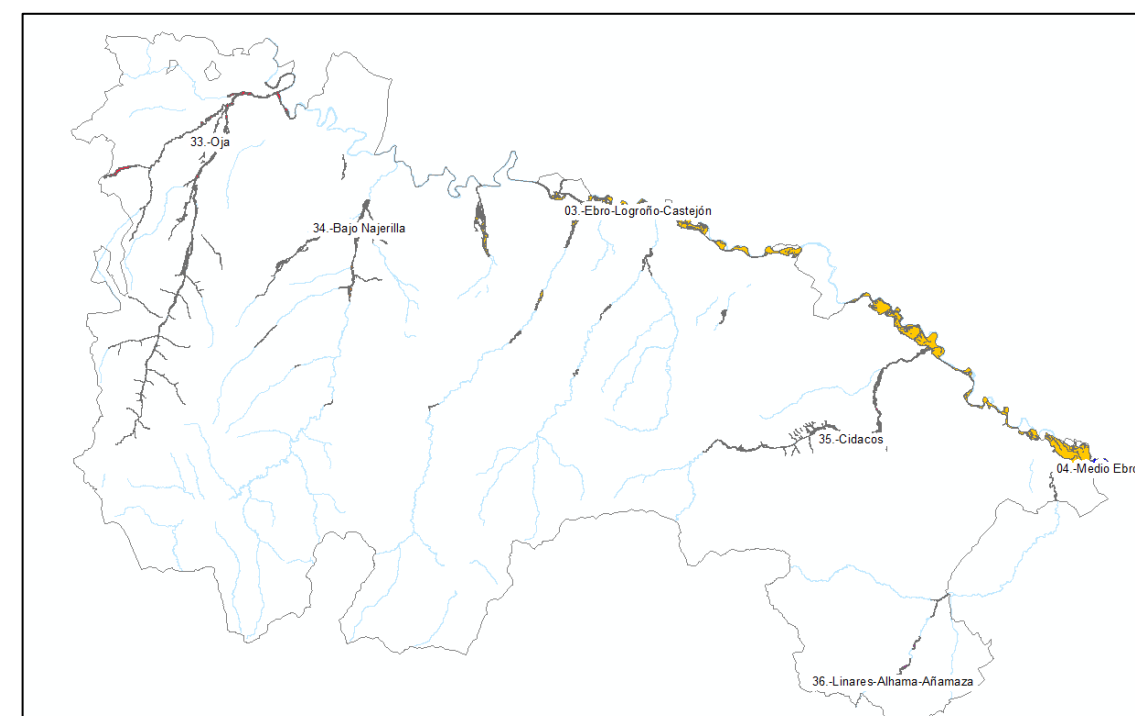 33.-Oja
03.-Ebro-Logroño-Castejón
34.-Bajo Najerilla
35.-Cidacos
04.-Medio Ebro
36.-Linares-Alhama-Añamaza